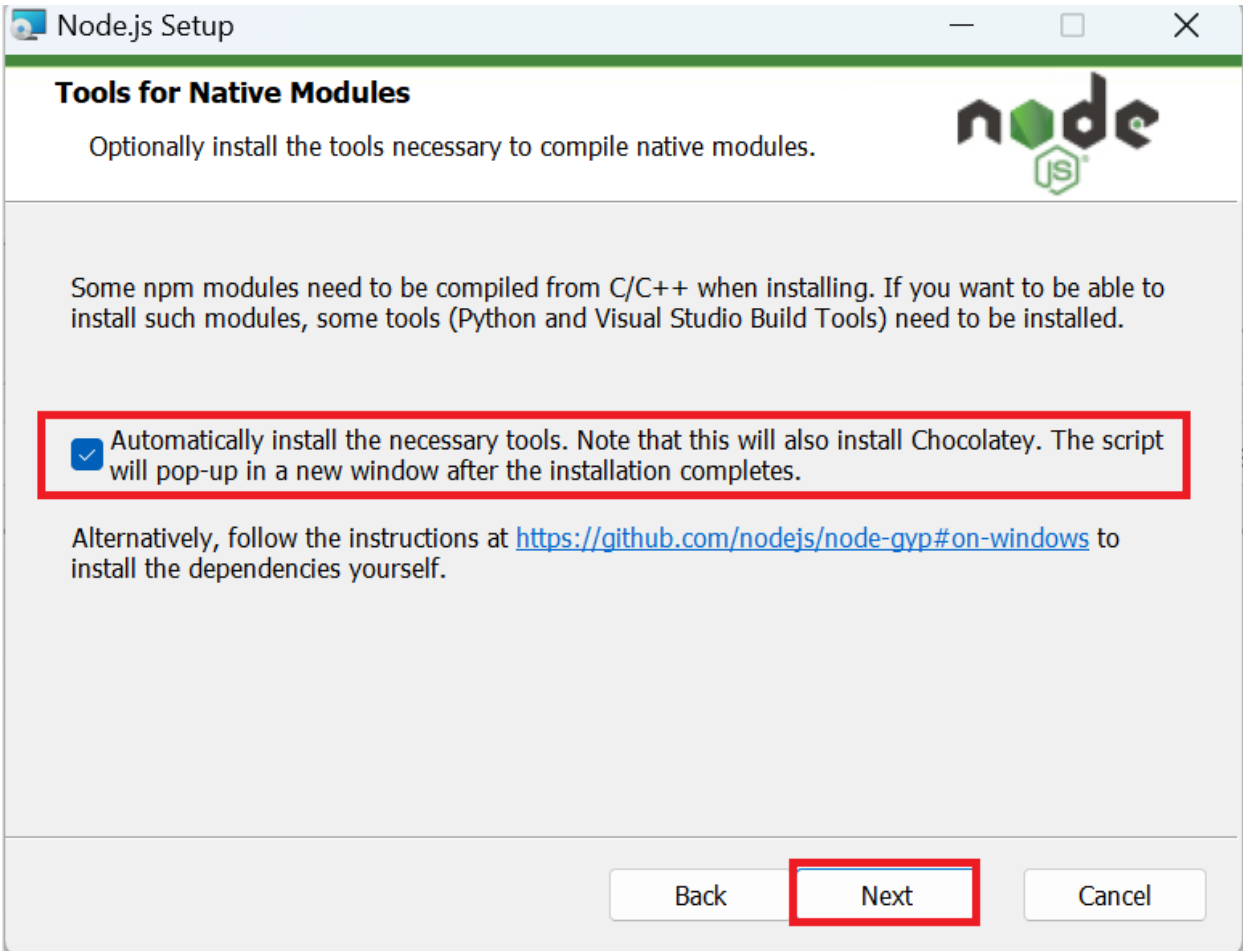 Node.js Setup
Tools for Native Modules
Optionally install the tools necessary to compile native modules.
node
JS
Some npm modules need to be compiled from C/C++ when installing. If you want to be able to
install such modules, some tools (Python and Visual Studio Build Tools) need to be installed.
Automatically install the necessary tools. Note that this will also install Chocolatey. The script
will pop-up in a new window after the installation completes.
Alternatively, follow the instructions at https://github.com/nodejs/node-gyp#on-windows to
install the dependencies yourself.
Back Next Cancel